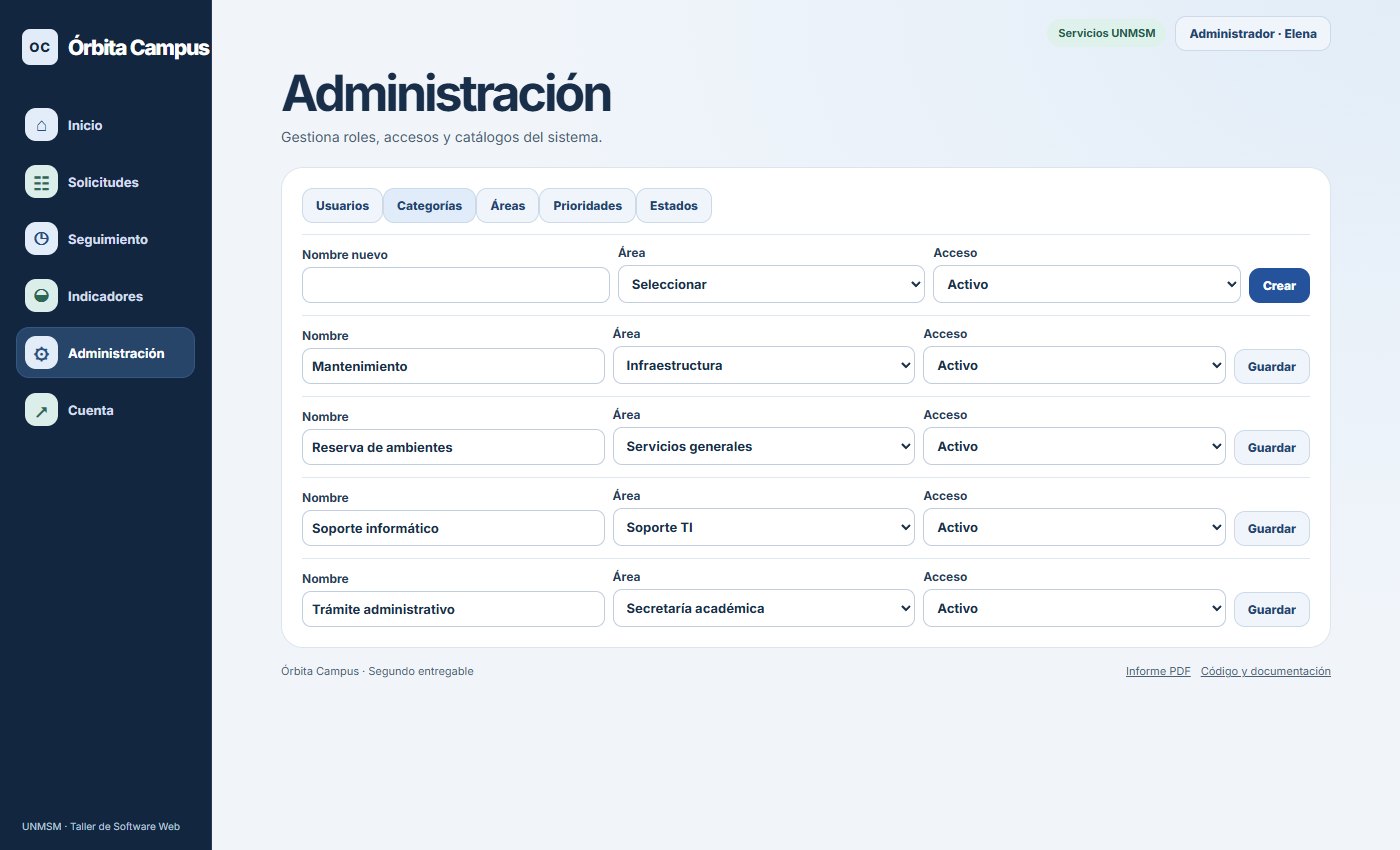 OC Órbita Campus
Inicio
Solicitudes
Seguimiento
Indicadores
Administración
Cuenta
UNMSM · Taller de Software Web
Servicios UNMSM
Administrador · Elena
Administración
Gestiona roles, accesos y catálogos del sistema.
Usuarios Categorías Áreas Prioridades Estados
Nombre nuevo Área Acceso
Seleccionar Activo Crear
Nombre Área Acceso
Mantenimiento Infraestructura Activo Guardar
Nombre Área Acceso
Reserva de ambientes Servicios generales Activo Guardar
Nombre Área Acceso
Soporte informático Soporte TI Activo Guardar
Nombre Área Acceso
Trámite administrativo Secretaría académica Activo Guardar
Órbita Campus · Segundo entregable
Informe PDF Código y documentación